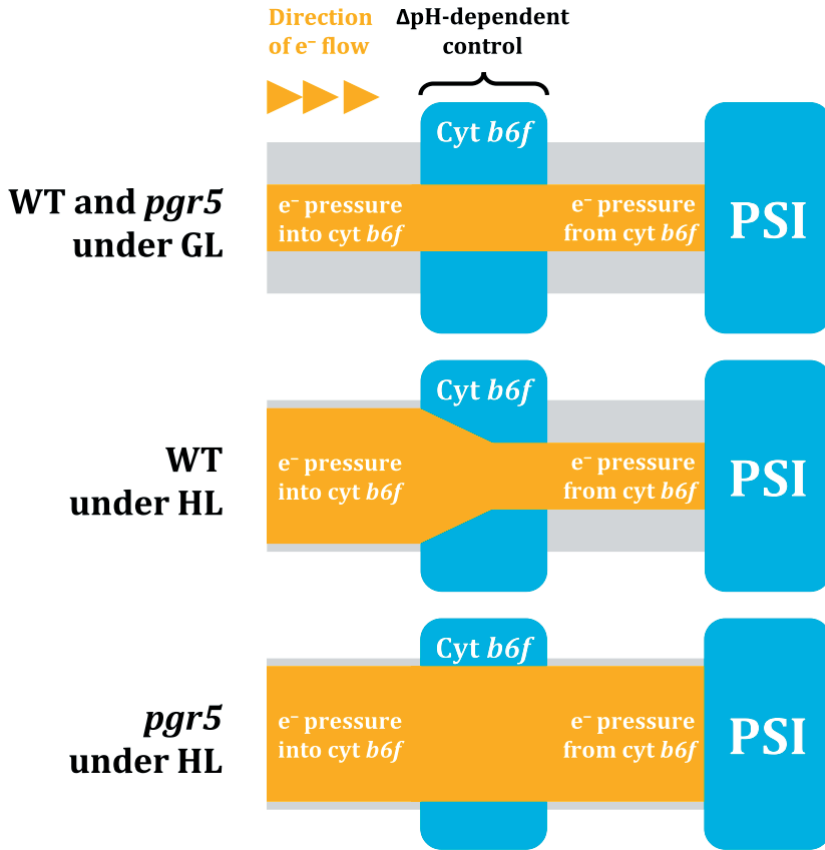 Direction
of e⁻ flow
ΔpH-dependent
control
WT and pgr5
under GL
Cyt b6f
e⁻ pressure
into cyt b6f
e⁻ pressure
from cyt b6f
PSI
WT
under HL
Cyt b6f
e⁻ pressure
into cyt b6f
e⁻ pressure
from cyt b6f
PSI
pgr5
under HL
Cyt b6f
e⁻ pressure
into cyt b6f
e⁻ pressure
from cyt b6f
PSI